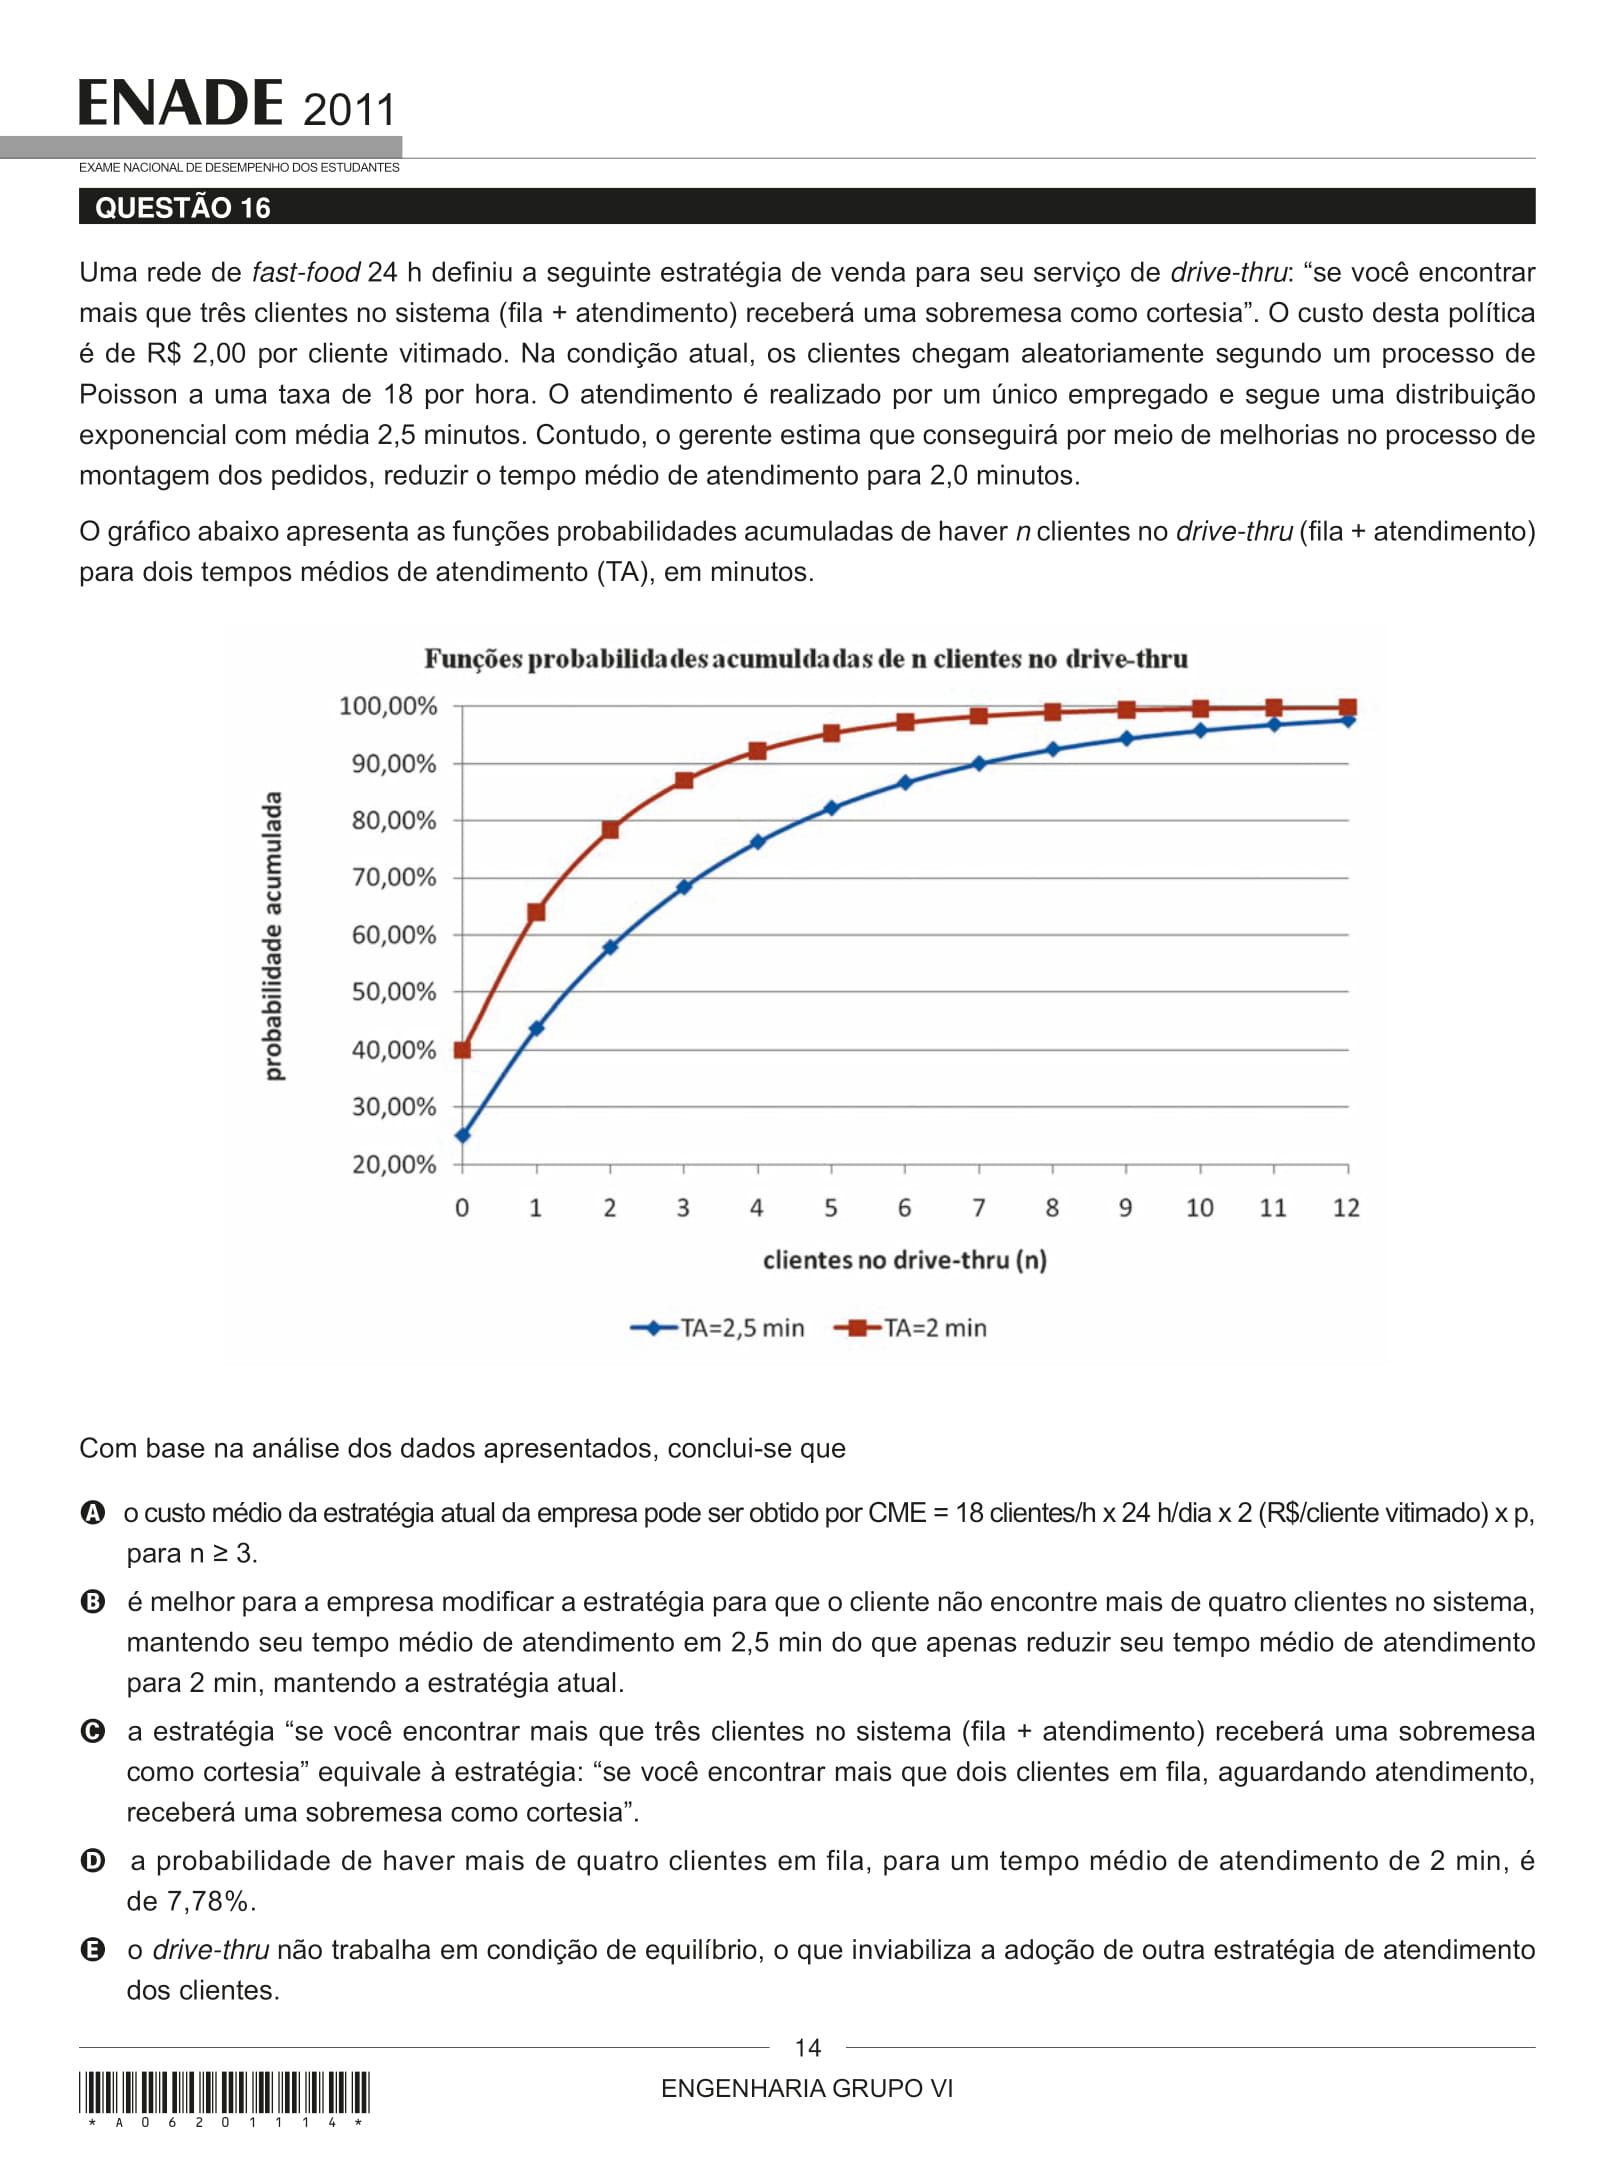 ENADE 2011
EXAME NACIONAL DE DESEMPENHO DOS ESTUDANTES
QUESTÃO 16
Uma rede de fast-food 24 h definiu a seguinte estratégia de venda para seu serviço de drive-thru: “se você encontrar
mais que três clientes no sistema (fila + atendimento) receberá uma sobremesa como cortesia”. O custo desta política
é de R$ 2,00 por cliente vitimado. Na condição atual, os clientes chegam aleatoriamente segundo um processo de
Poisson a uma taxa de 18 por hora. O atendimento é realizado por um único empregado e segue uma distribuição
exponencial com média 2,5 minutos. Contudo, o gerente estima que conseguirá por meio de melhorias no processo de
montagem dos pedidos, reduzir o tempo médio de atendimento para 2,0 minutos.
O gráfico abaixo apresenta as funções probabilidades acumuladas de haver n clientes no drive-thru (fila + atendimento)
para dois tempos médios de atendimento (TA), em minutos.
Funções probabilidades acumuldadas de n clientes no drive-thru
probabilidade acumulada
100,00%
90,00%
80,00%
70,00%
60,00%
50,00%
40,00%
30,00%
20,00%
0 1 2 3 4 5 6 7 8 9 10 11 12
clientes no drive-thru (n)
TA=2,5 min TA=2 min
Com base na análise dos dados apresentados, conclui-se que
A o custo médio da estratégia atual da empresa pode ser obtido por CME = 18 clientes/h x 24 h/dia x 2 (R$/cliente vitimado) x p,
para n ≥ 3.
B é melhor para a empresa modificar a estratégia para que o cliente não encontre mais de quatro clientes no sistema,
mantendo seu tempo médio de atendimento em 2,5 min do que apenas reduzir seu tempo médio de atendimento
para 2 min, mantendo a estratégia atual.
C a estratégia “se você encontrar mais que três clientes no sistema (fila + atendimento) receberá uma sobremesa
como cortesia” equivale à estratégia: “se você encontrar mais que dois clientes em fila, aguardando atendimento,
receberá uma sobremesa como cortesia”.
D a probabilidade de haver mais de quatro clientes em fila, para um tempo médio de atendimento de 2 min, é
de 7,78%.
E o drive-thru não trabalha em condição de equilíbrio, o que inviabiliza a adoção de outra estratégia de atendimento
dos clientes.
14
ENGENHARIA GRUPO VI
* A 0 6 2 0 1 1 1 4 *